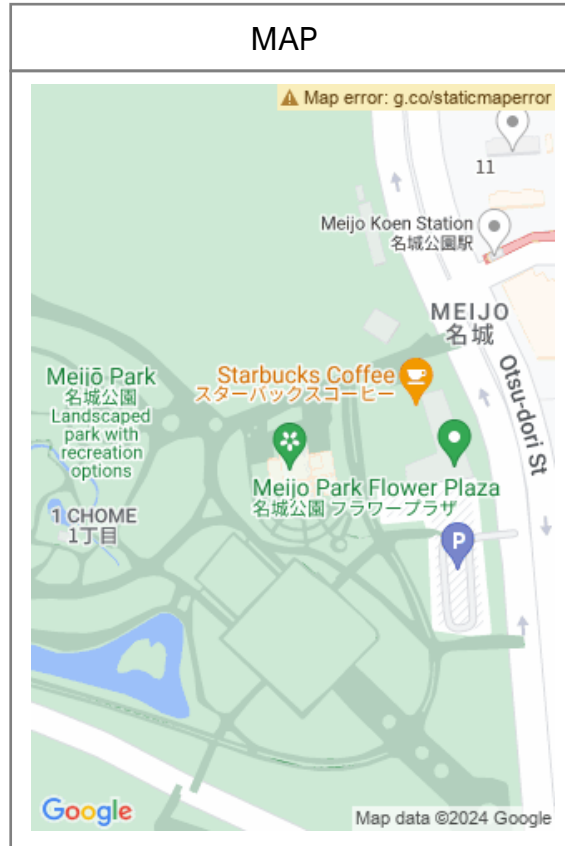 MAP
Map error: g.co/staticmaperror
11
Meijo Koen Station
名城公園駅
MEIJO
名城
Otsu-dori St
Starbucks Coffee
スターバックスコーヒー
Meijō Park
名城公園
Landscaped
park with
recreation
options
Meijo Park Flower Plaza
名城公園 フラワープラザ
1 CHOME
1丁目
P
Google
Map data ©2024 Google